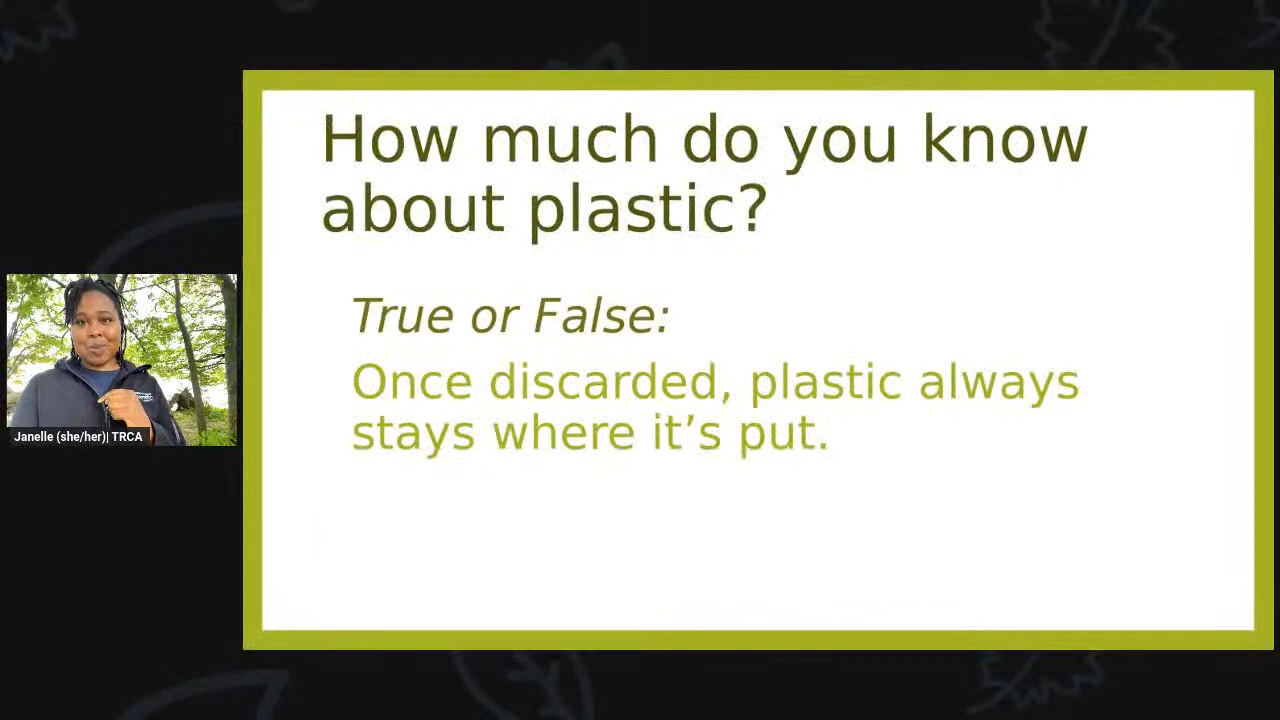 How much do you know
about plastic?
True or False:
Once discarded, plastic always
stays where it’s put.
Janelle (she/her)| TRCA